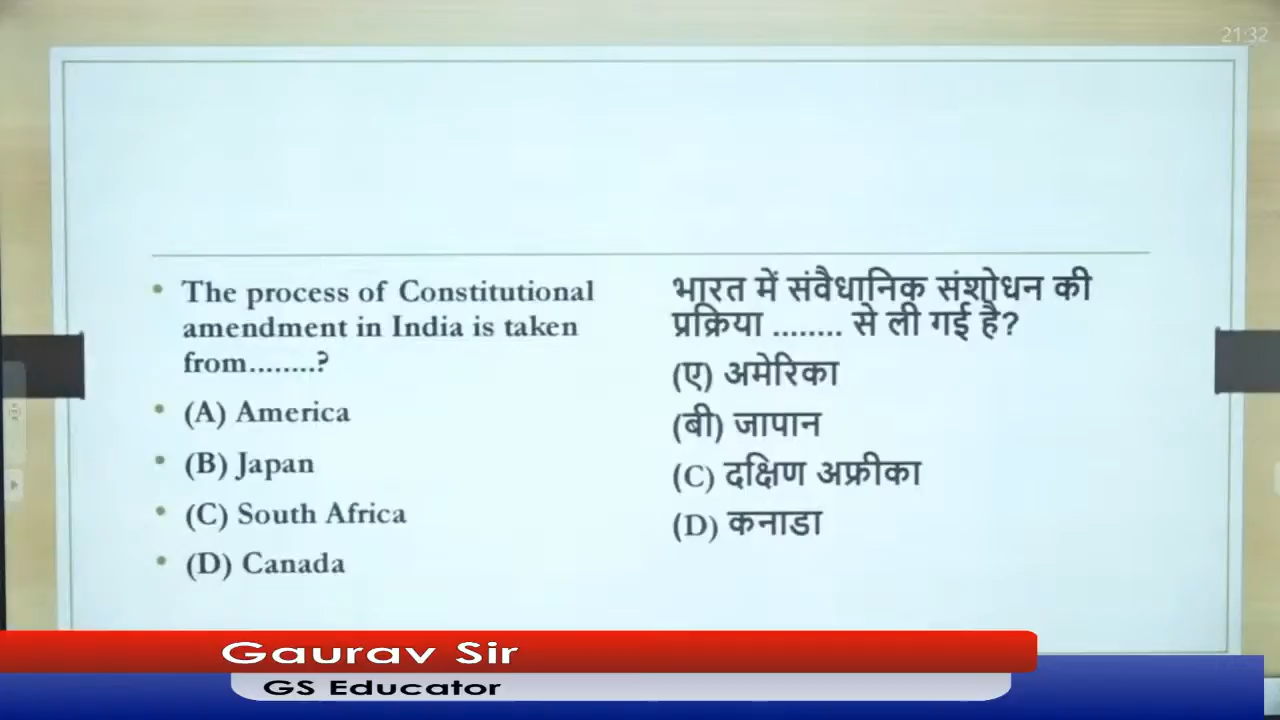 21:32
• The process of Constitutional
amendment in India is taken
from........?
• (A) America
• (B) Japan
• (C) South Africa
• (D) Canada
भारत में संवैधानिक संशोधन की
प्रक्रिया ........ से ली गई है?
(ए) अमेरिका
(बी) जापान
(C) दक्षिण अफ्रीका
(D) कनाडा
Gaurav Sir
GS Educator